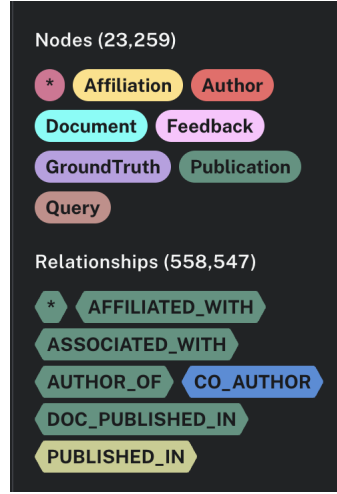 Nodes (23,259)
* Affiliation Author
Document Feedback
GroundTruth Publication
Query
Relationships (558,547)
* AFFILIATED_WITH
ASSOCIATED_WITH
AUTHOR_OF CO_AUTHOR
DOC_PUBLISHED_IN
PUBLISHED_IN